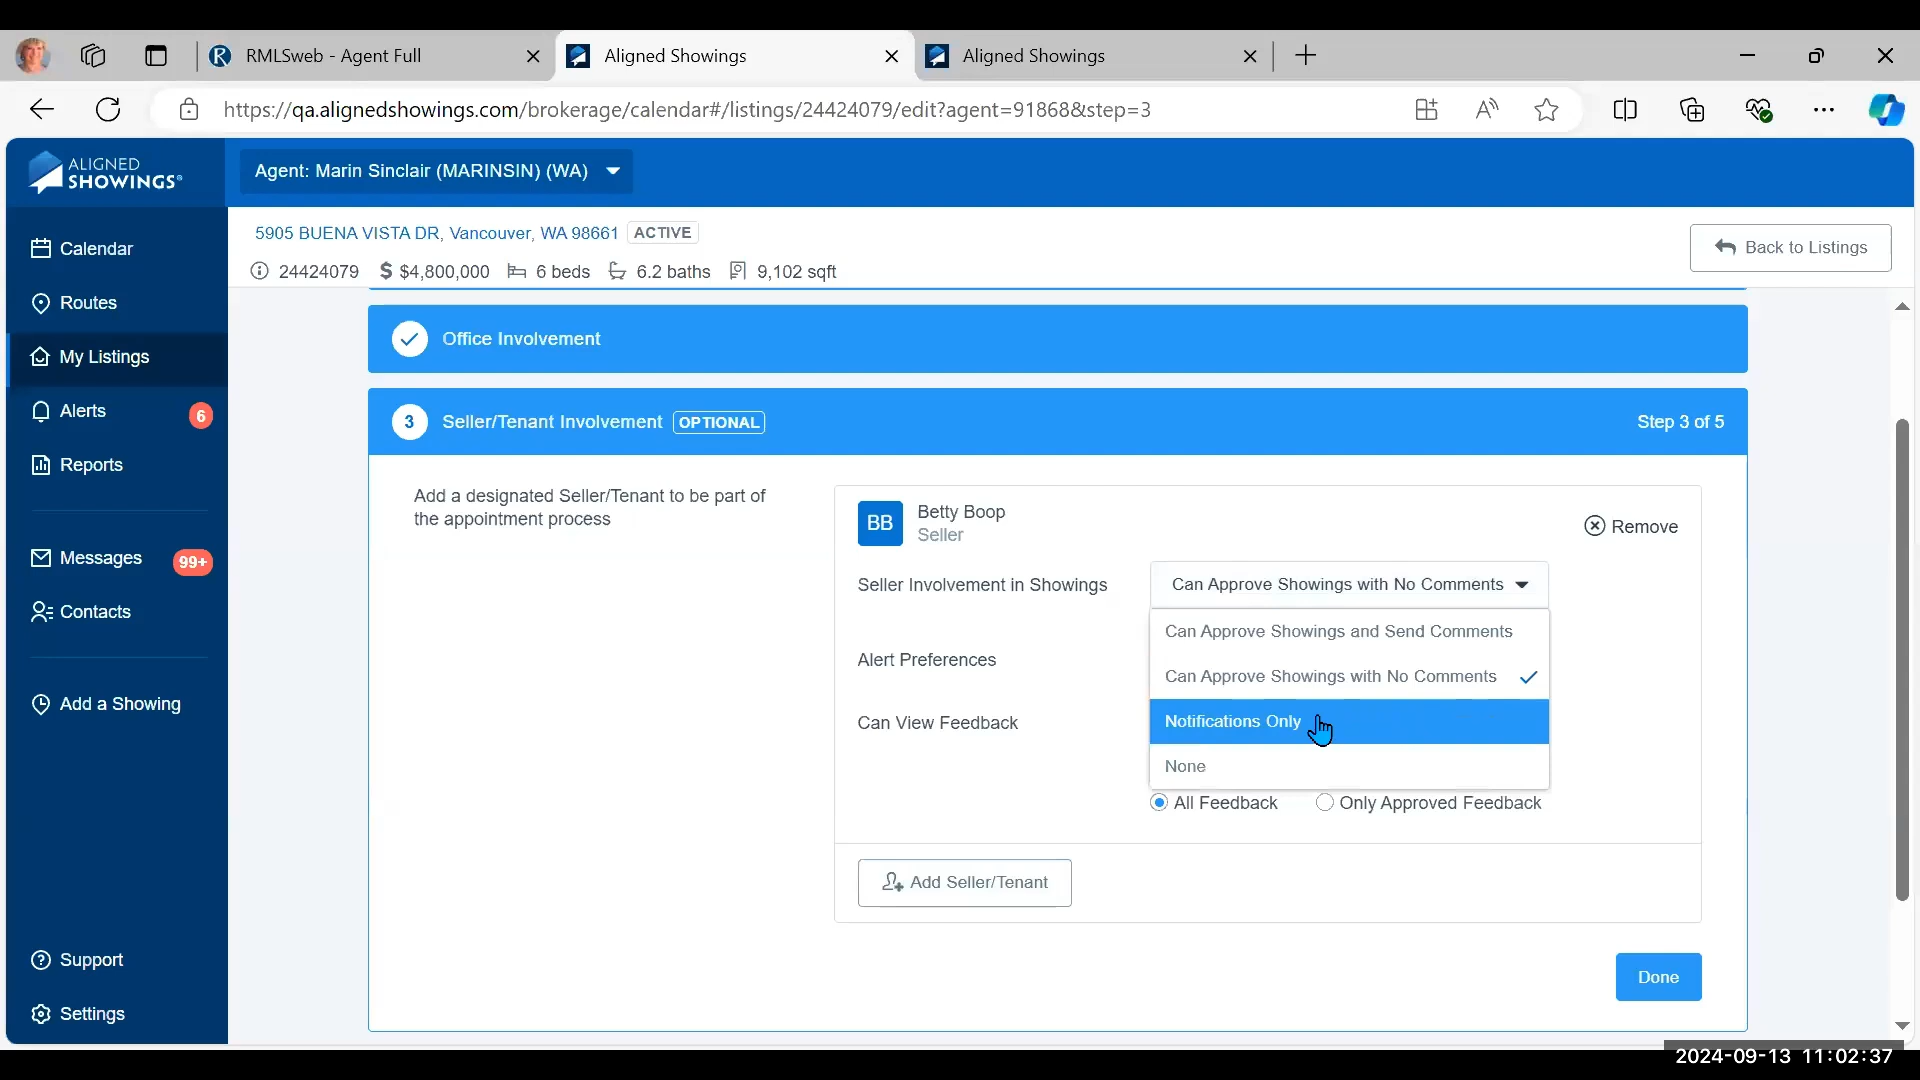 RMLSweb - Agent Full
Aligned Showings
Aligned Showings
https://qa.alignedshowings.com/brokerage/calendar#/listings/24424079/edit?agent=91868&step=3
ALIGNED
SHOWINGS®
Agent: Marin Sinclair (MARINSIN) (WA)
Calendar
Routes
My Listings
Alerts 6
Reports
Messages 99+
Contacts
Add a Showing
Support
Settings
5905 BUENA VISTA DR, Vancouver, WA 98661 ACTIVE
24424079 $ $4,800,000 6 beds 6.2 baths 9,102 sqft
Back to Listings
Office Involvement
3 Seller/Tenant Involvement OPTIONAL Step 3 of 5
Add a designated Seller/Tenant to be part of
the appointment process
BB
Betty Boop
Seller
Remove
Seller Involvement in Showings
Can Approve Showings with No Comments
Can Approve Showings and Send Comments
Can Approve Showings with No Comments
Notifications Only
None
Alert Preferences
Can View Feedback
All Feedback Only Approved Feedback
Add Seller/Tenant
Done
2024-09-13 11:02:37